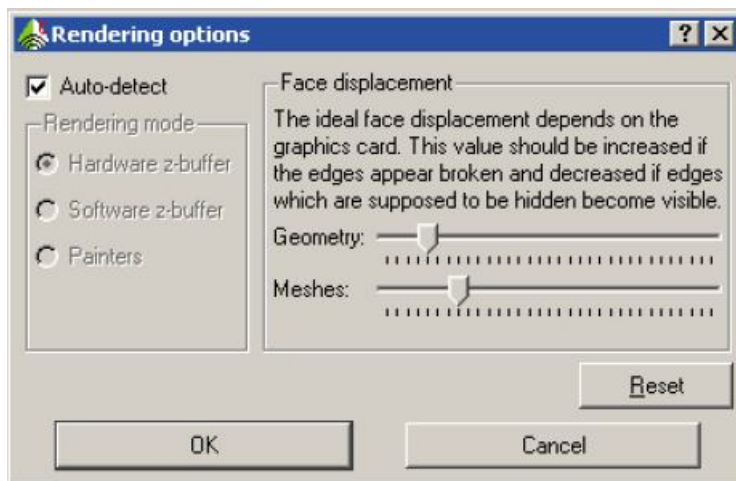 Rendering options
Auto-detect
Rendering mode
Hardware z-buffer
Software z-buffer
Painters
Face displacement
The ideal face displacement depends on the
graphics card. This value should be increased if
the edges appear broken and decreased if edges
which are supposed to be hidden become visible.
Geometry:
Meshes:
Reset
OK
Cancel